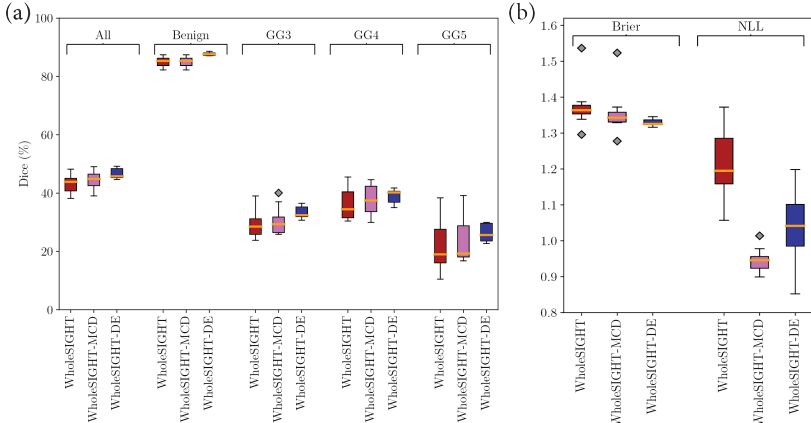 (a)
All
Benign
GG3
GG4
GG5
100
80
60
40
20
0
Dice (%)
WholeSIGHT
WholeSIGHT-MCD
WholeSIGHT-DE
WholeSIGHT
WholeSIGHT-MCD
WholeSIGHT-DE
WholeSIGHT
WholeSIGHT-MCD
WholeSIGHT-DE
WholeSIGHT
WholeSIGHT-MCD
WholeSIGHT-DE
WholeSIGHT
WholeSIGHT-MCD
WholeSIGHT-DE
(b)
Brier
NLL
1.6
1.5
1.4
1.3
1.2
1.1
1.0
0.9
0.8
WholeSIGHT
WholeSIGHT-MCD
WholeSIGHT-DE
WholeSIGHT
WholeSIGHT-MCD
WholeSIGHT-DE